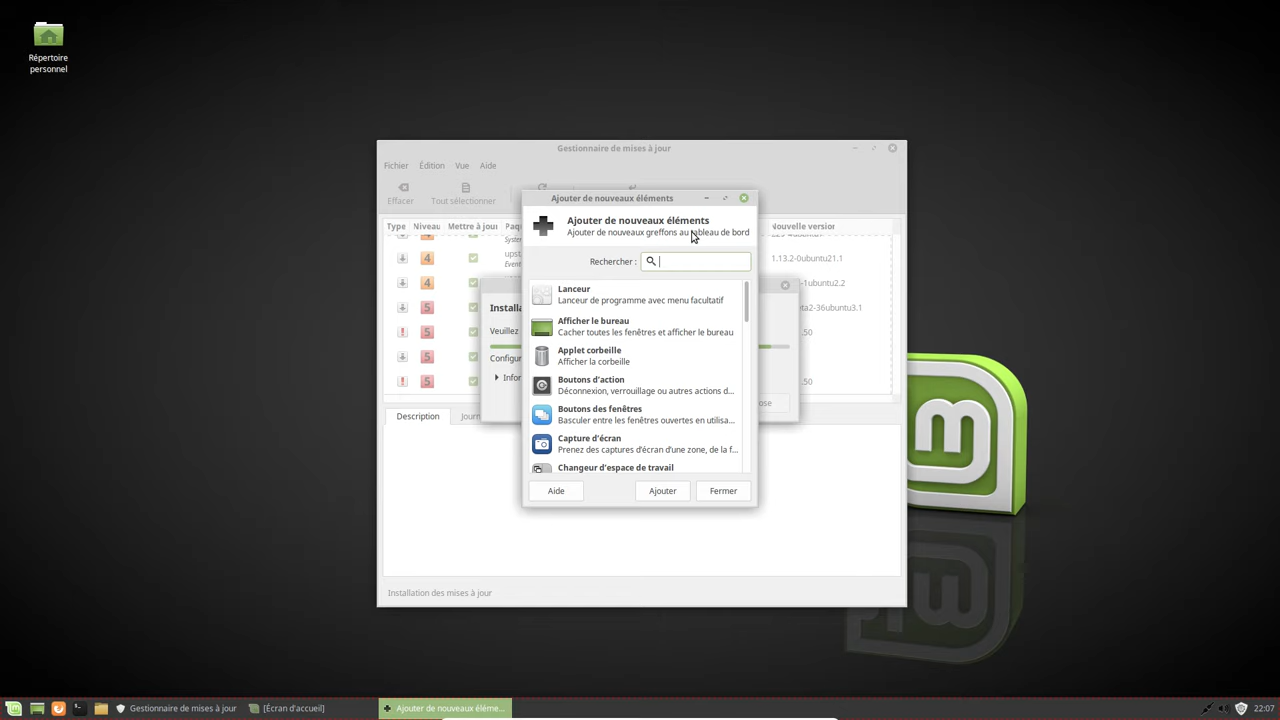 Répertoire
personnel
Gestionnaire de mises à jour
Fichier Édition Vue Aide
Effacer Tout sélectionner
Type Niveau Mettre à jour Nouvelle version
4 1.13.2-0ubuntu21.1
4
5
5
5
5
Ajouter de nouveaux éléments
Ajouter de nouveaux éléments
Ajouter de nouveaux greffons au tableau de bord
Rechercher :
Lanceur
Lanceur de programme avec menu facultatif
Afficher le bureau
Cacher toutes les fenêtres et afficher le bureau
Applet corbeille
Afficher la corbeille
Boutons d'action
Déconnexion, verrouillage ou autres actions d...
Boutons des fenêtres
Basculer entre les fenêtres ouvertes en utilisa...
Capture d'écran
Prenez des captures d'écran d'une zone, de la f...
Changeur d'espace de travail
Aide Ajouter Fermer
Veuillez
Description
Installation des mises à jour
Gestionnaire de mises à jour [Écran d'accueil] Ajouter de nouveaux éléme... 22:07